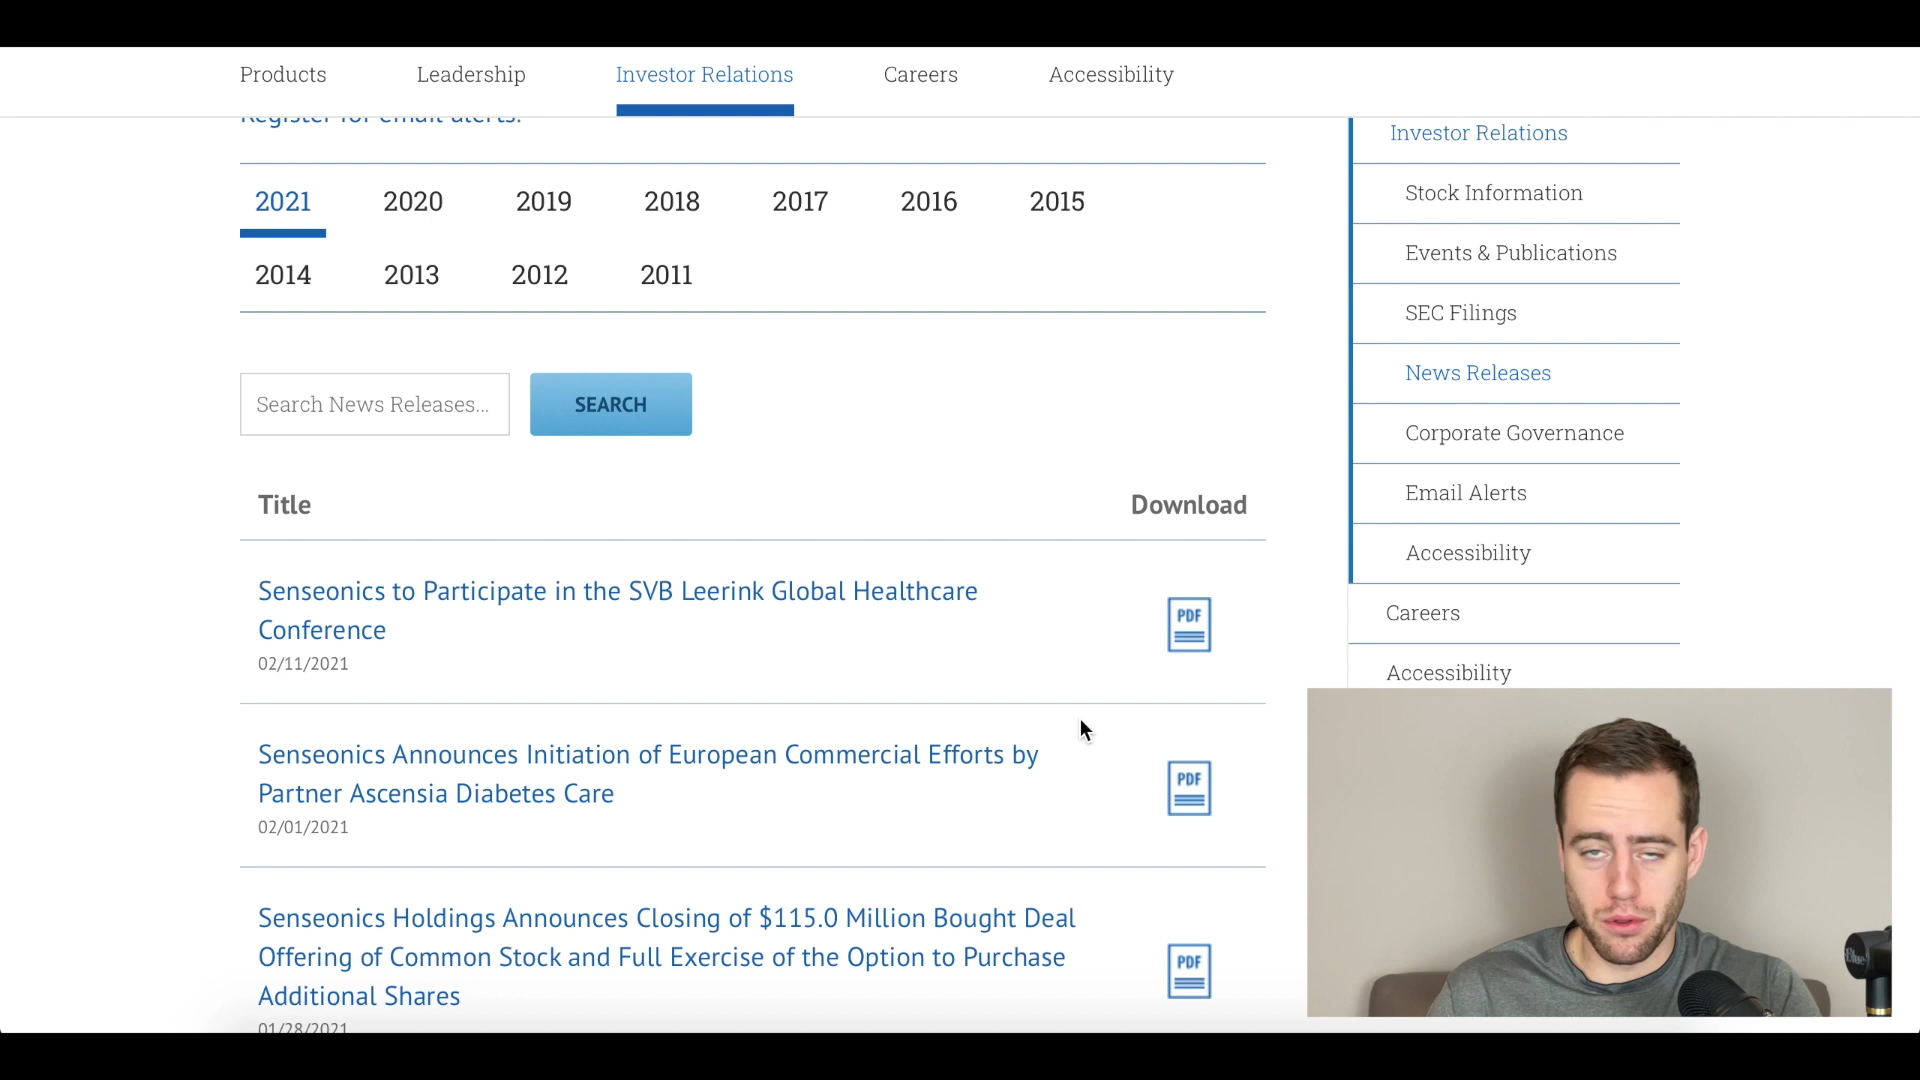 Products Leadership Investor Relations Careers Accessibility
Register for email alerts.
2021 2020 2019 2018 2017 2016 2015
2014 2013 2012 2011
Search News Releases...
SEARCH
Title Download
Senseonics to Participate in the SVB Leerink Global Healthcare
Conference
02/11/2021
PDF
Senseonics Announces Initiation of European Commercial Efforts by
Partner Ascensia Diabetes Care
02/01/2021
PDF
Senseonics Holdings Announces Closing of $115.0 Million Bought Deal
Offering of Common Stock and Full Exercise of the Option to Purchase
Additional Shares
01/28/2021
PDF
Investor Relations
Stock Information
Events & Publications
SEC Filings
News Releases
Corporate Governance
Email Alerts
Accessibility
Careers
Accessibility
Blue